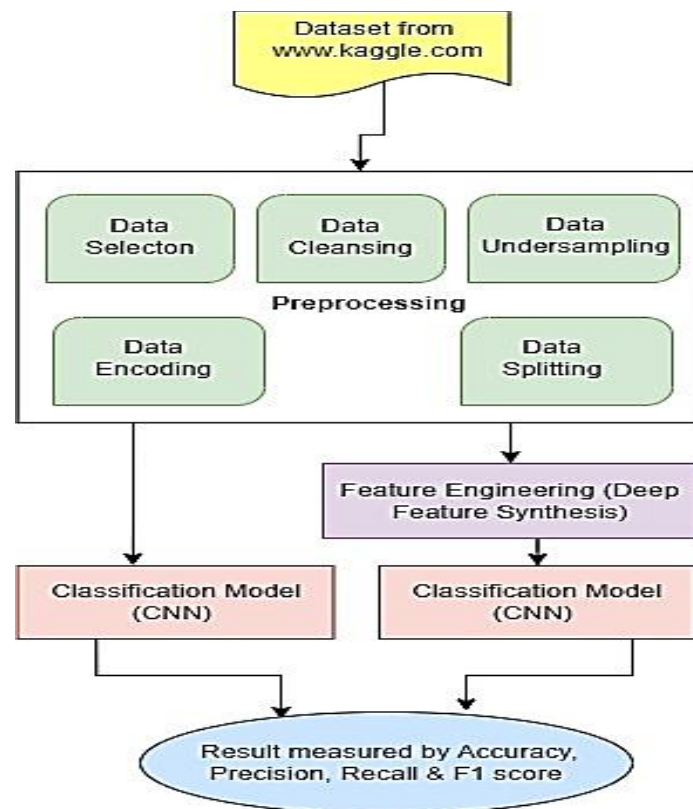 Dataset from
www.kaggle.com
Data
Selecton
Data
Cleansing
Data
Undersampling
Preprocessing
Data
Encoding
Data
Splitting
Feature Engineering (Deep
Feature Synthesis)
Classification Model
(CNN)
Classification Model
(CNN)
Result measured by Accuracy,
Precision, Recall & F1 score